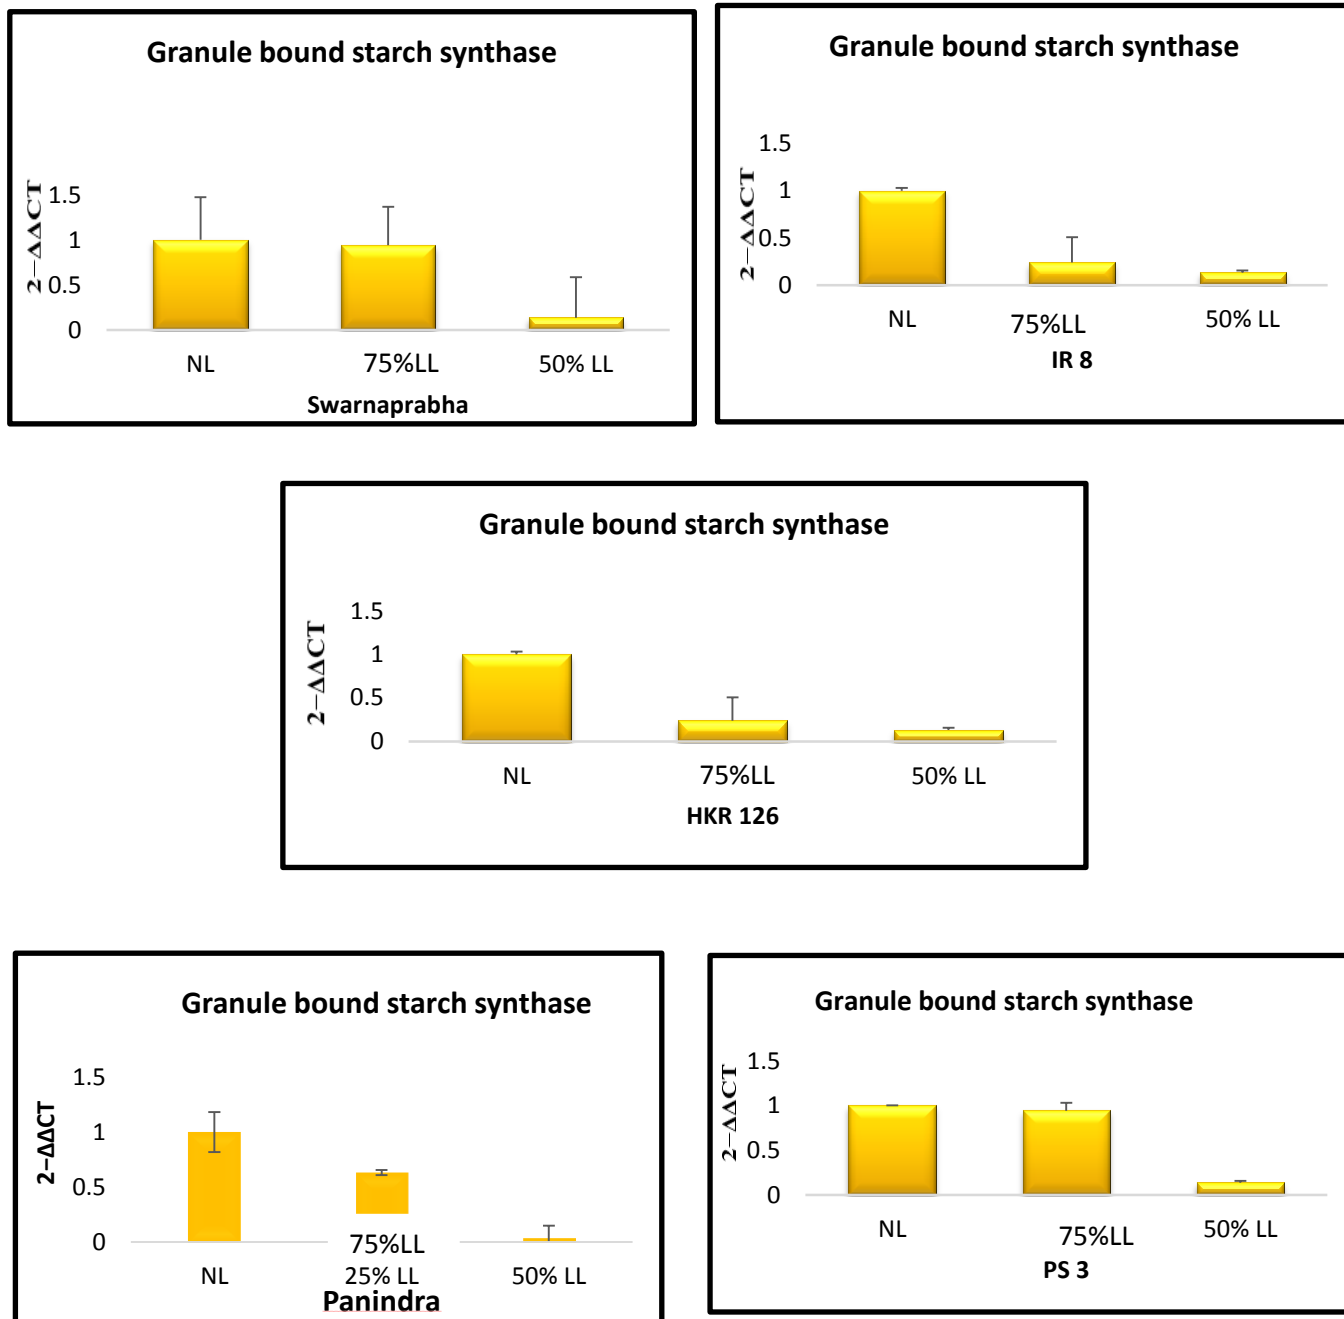 Granule bound starch synthase
2−ΔΔCT
1.5
1
0.5
0
NL 75%LL 50% LL
Swarnaprabha
Granule bound starch synthase
2−ΔΔCT
1.5
1
0.5
0
NL 75%LL 50% LL
IR 8
Granule bound starch synthase
2−ΔΔCT
1.5
1
0.5
0
NL 75%LL 50% LL
HKR 126
Granule bound starch synthase
2−ΔΔCT
1.5
1
0.5
0
75%LL
NL 25% LL 50% LL
Panindra
Granule bound starch synthase
2−ΔΔCT
1.5
1
0.5
0
NL 75%LL 50% LL
PS 3